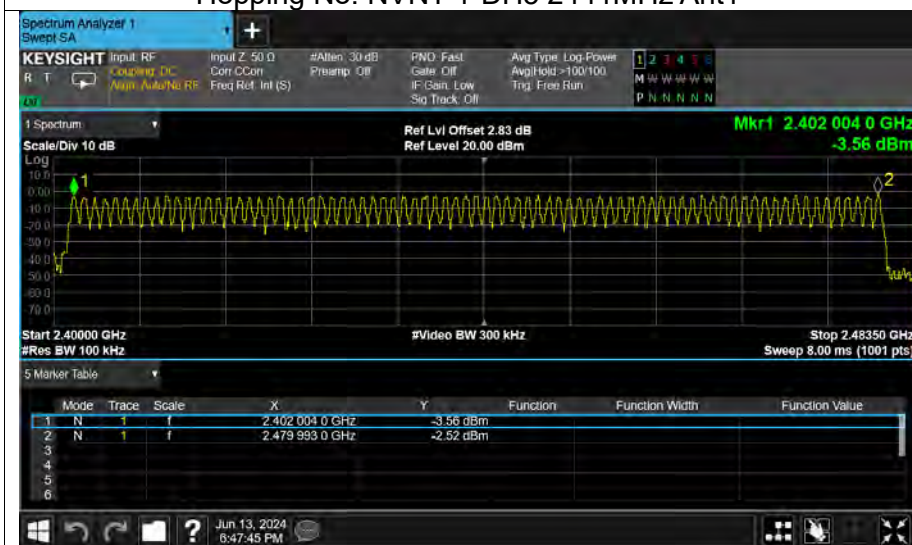 Hopping No. NVNT 1-DH5 2441MHz Ant1
Spectrum Analyzer 1
Swept SA
+
KEYSIGHT Input: RF Input Z: 50 Ω #Atten: 30 dB PNO: Fast Avg Type: Log-Power 1 2 3 4 5 6
R T Coupling: DC Corr CCorr Preamp: Off Gate: Off Avg|Hold >100/100 M W W W W W
Align: Auto/No RF Freq Ref: Int (S) IF Gain: Low Trig: Free Run
Sig Track: Off P N N N N N
1 Spectrum Ref Lvl Offset 2.83 dB Mkr1 2.402 004 0 GHz
Scale/Div 10 dB Ref Level 20.00 dBm -3.56 dBm
Log
10.0
0.00
-10.0
-20.0
-30.0
-40.0
-50.0
-60.0
-70.0
1
2
Start 2.40000 GHz #Video BW 300 kHz Stop 2.48350 GHz
#Res BW 100 kHz Sweep 8.00 ms (1001 pts)
5 Marker Table
Mode Trace Scale X Y Function Function Width Function Value
1 N 1 f 2.402 004 0 GHz -3.56 dBm
2 N 1 f 2.479 993 0 GHz -2.52 dBm
3
4
5
6
? Jun 13, 2024
6:47:45 PM